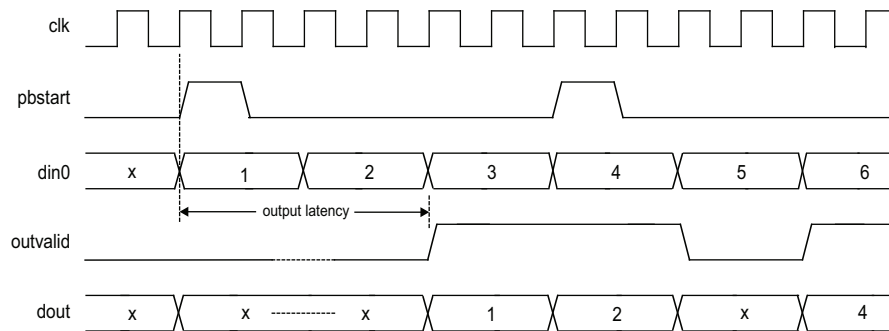 clk
pbstart
din0 x 1 2 3 4 5 6
output latency
outvalid
dout x x x 1 2 x 4